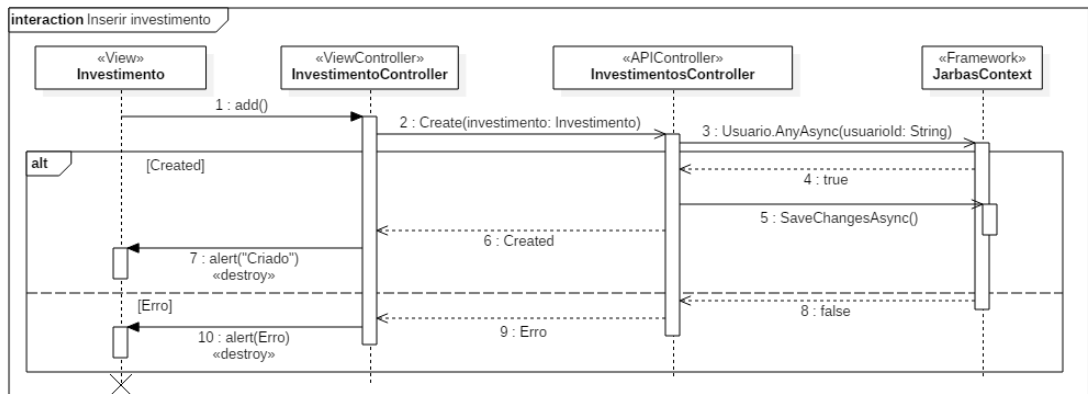 interaction Inserir investimento
«View»
Investimento
«ViewController»
InvestimentoController
«APIController»
InvestimentosController
«Framework»
JarbasContext
1 : add()
2 : Create(investimento: Investimento)
3 : Usuario.AnyAsync(usuarioId: String)
alt
[Created]
4 : true
5 : SaveChangesAsync()
6 : Created
7 : alert("Criado")
«destroy»
[Erro]
8 : false
9 : Erro
10 : alert(Erro)
«destroy»